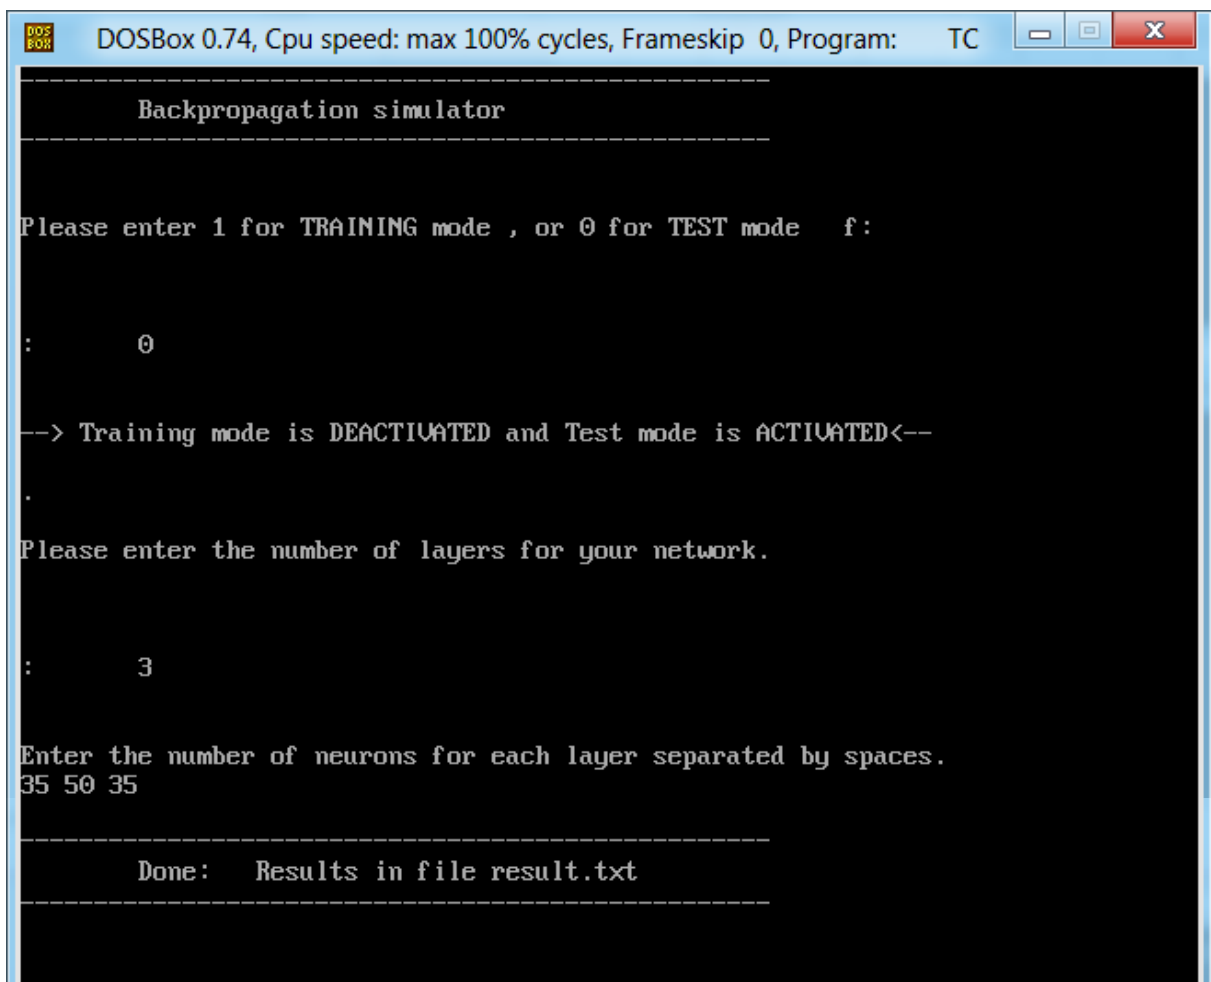 DOS BOX
DOSBox 0.74, Cpu speed: max 100% cycles, Frameskip 0, Program: TC
--------------------------------------------------
Backpropagation simulator
--------------------------------------------------
Please enter 1 for TRAINING mode , or 0 for TEST mode f:
: 0
--> Training mode is DEACTIVATED and Test mode is ACTIVATED<--
.
Please enter the number of layers for your network.
: 3
Enter the number of neurons for each layer separated by spaces.
35 50 35
--------------------------------------------------
Done: Results in file result.txt
--------------------------------------------------